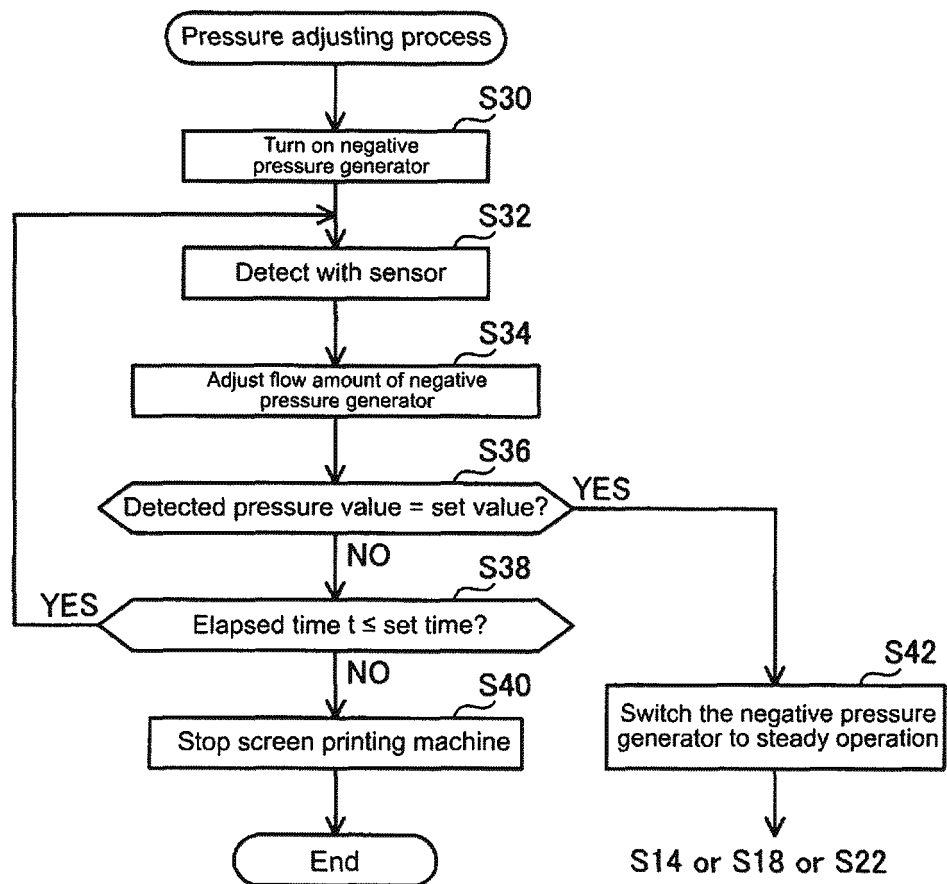 Pressure adjusting process
S30
Turn on negative
pressure generator
S32
Detect with sensor
S34
Adjust flow amount of negative
pressure generator
S36
Detected pressure value = set value?
YES
NO
S38
YES
Elapsed time t ≤ set time?
NO
S40
Stop screen printing machine
S42
Switch the negative pressure
generator to steady operation
End
S14 or S18 or S22